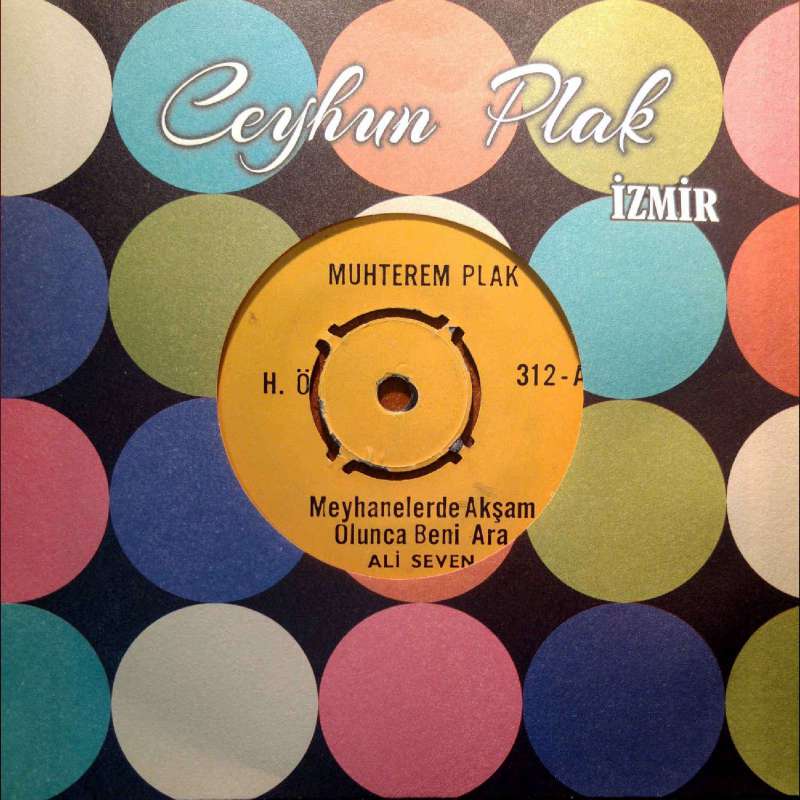 Ceyhun Plak
İZMİR
MUHTEREM PLAK
H. Ö
312-A
Meyhanelerde Akşam
Olunca Beni Ara
ALİ SEVEN